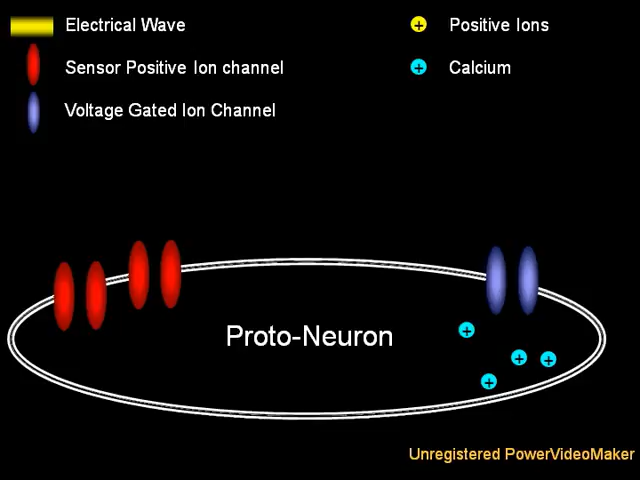 Electrical Wave
Sensor Positive Ion channel
Voltage Gated Ion Channel
+ Positive Ions
+ Calcium
Proto-Neuron
+
+
+
+
Unregistered PowerVideoMaker